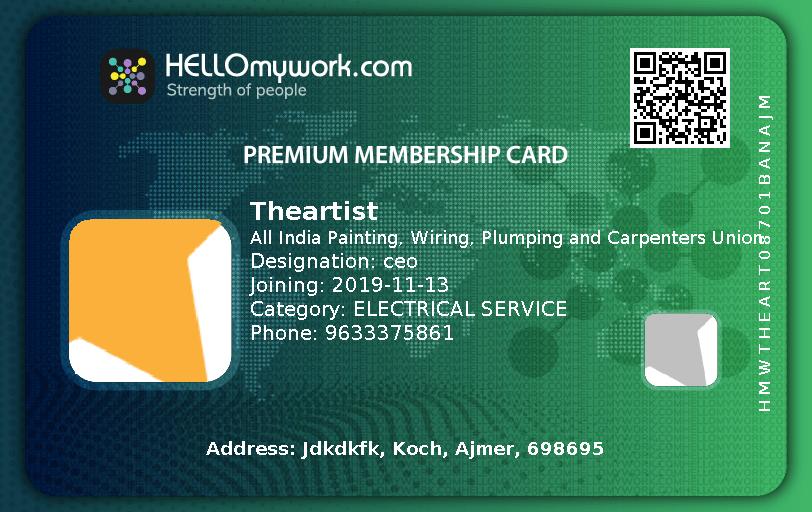 HELLOmywork.com
Strength of people
PREMIUM MEMBERSHIP CARD
Theartist
All India Painting, Wiring, Plumping and Carpenters Union
Designation: ceo
Joining: 2019-11-13
Category: ELECTRICAL SERVICE
Phone: 9633375861
Address: Jdkdkfk, Koch, Ajmer, 698695
HMWTHEART08701BANAJM